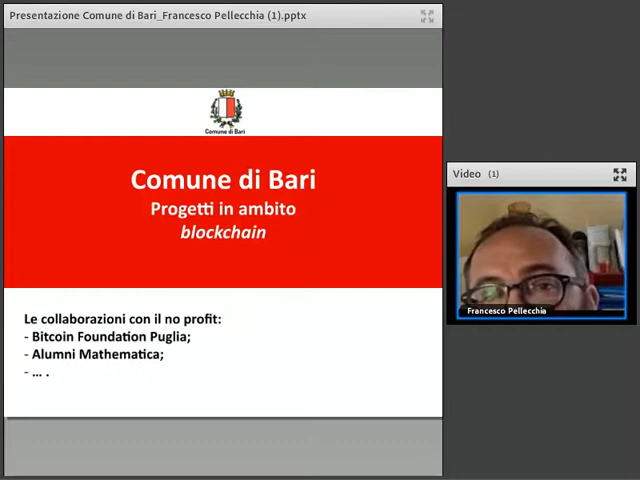 Presentazione Comune di Bari_Francesco Pellecchia (1).pptx
Comune di Bari
Comune di Bari
Progetti in ambito
blockchain
Le collaborazioni con il no profit:
- Bitcoin Foundation Puglia;
- Alumni Mathematica;
- ... .
Video (1)
Francesco Pellecchia